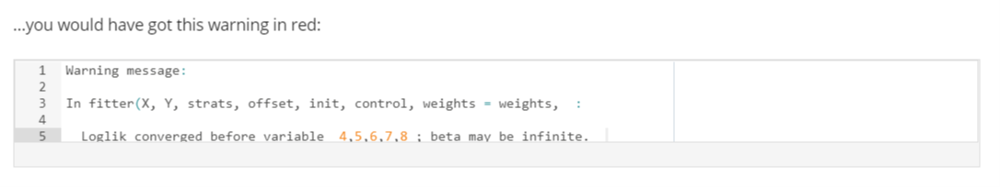 ...you would have got this warning in red:
1 Warning message:
2
3 In fitter(X, Y, strats, offset, init, control, weights = weights,  :
4
5   Loglik converged before variable  4,5,6,7,8 ; beta may be infinite.